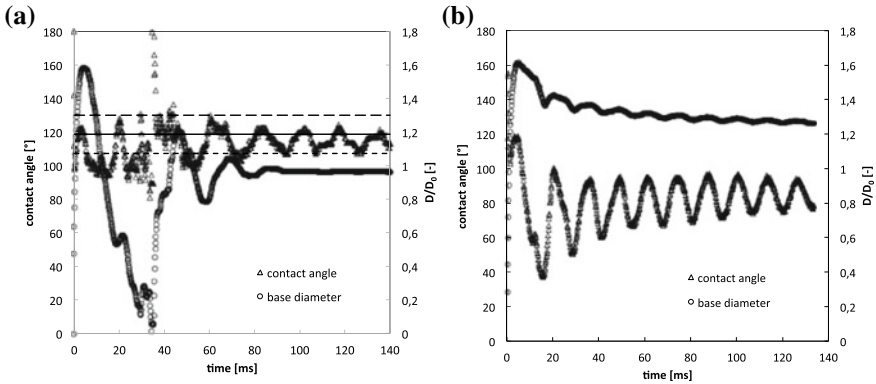 (a)
180
160
140
120
100
80
60
40
20
0
contact angle [°]
1,8
1,6
1,4
1,2
1
0,8
0,6
0,4
0,2
0
D/D0 [-]
△ contact angle
○ base diameter
0 20 40 60 80 100 120 140
time [ms]
(b)
180
160
140
120
100
80
60
40
20
0
contact angle [°]
1,8
1,6
1,4
1,2
1
0,8
0,6
0,4
0,2
0
D/D0 [-]
△ contact angle
○ base diameter
0 20 40 60 80 100 120 140
time [ms]